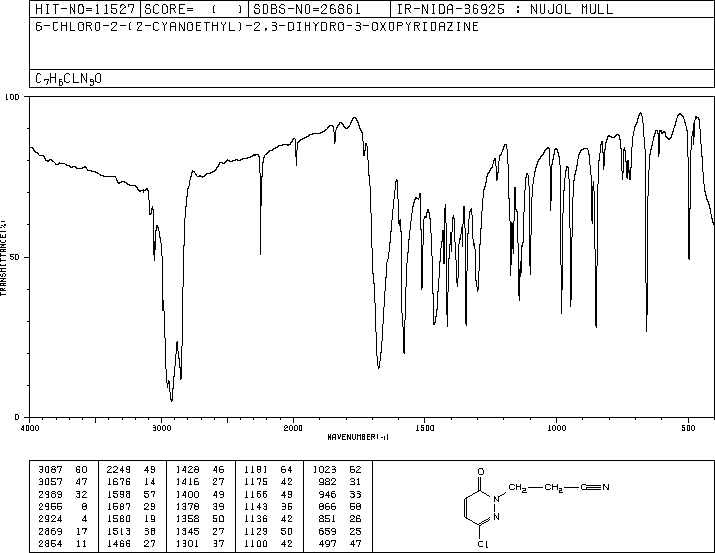 HIT-NO=11527 SCORE= ( ) SDBS-NO=26861 IR-NIDA-36925 : NUJOL MULL
6-CHLORO-2-(2-CYANOETHYL)-2,3-DIHYDRO-3-OXOPYRIDAZINE
C7H6CLN3O
100
50
0
TRANSMITTANCE(%)
4000 3000 2000 1500 1000 500
WAVENUMBER(-1)
3087 60 2249 49 1428 46 1181 64 1023 62
3057 47 1676 14 1416 27 1175 42 982 31
2989 32 1598 57 1400 49 1166 49 946 33
2955 8 1587 29 1378 39 1143 36 866 58
2924 4 1580 19 1358 50 1136 42 851 26
2869 17 1513 38 1345 27 1129 50 659 25
2854 11 1466 27 1301 37 1100 42 497 47
O
N CH2 CH2 C≡N
N
Cl